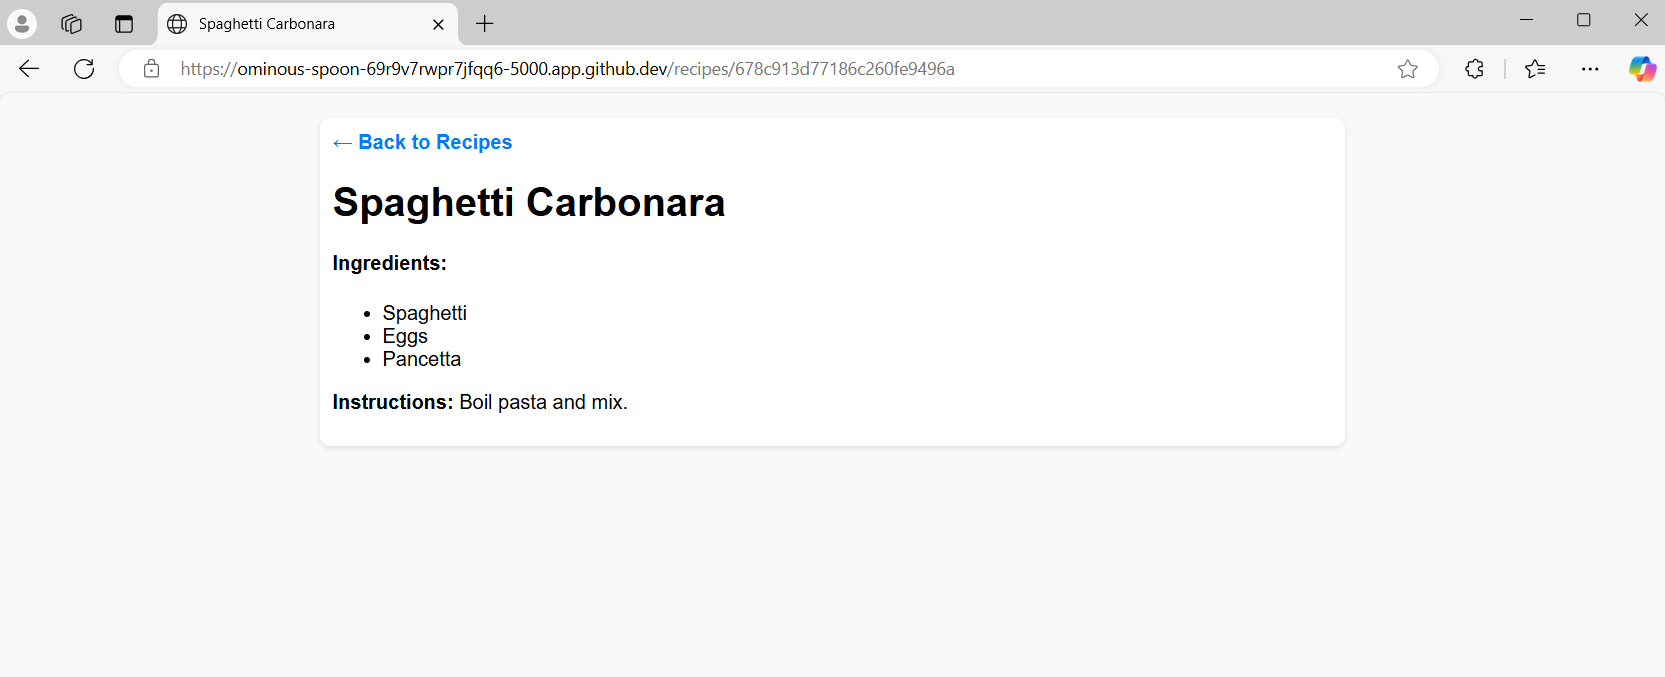 Spaghetti Carbonara
https://ominous-spoon-69r9v7rwpr7jfqq6-5000.app.github.dev/recipes/678c913d77186c260fe9496a
← Back to Recipes
Spaghetti Carbonara
Ingredients:
• Spaghetti
• Eggs
• Pancetta
Instructions: Boil pasta and mix.